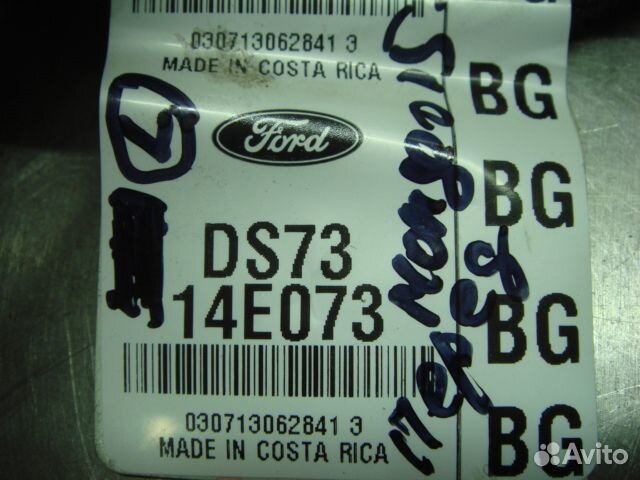 030713062841 3
MADE IN COSTA RICA
BG
Ford
BG
DS73
14E073
BG
030713062841 3
MADE IN COSTA RICA
BG
Avito